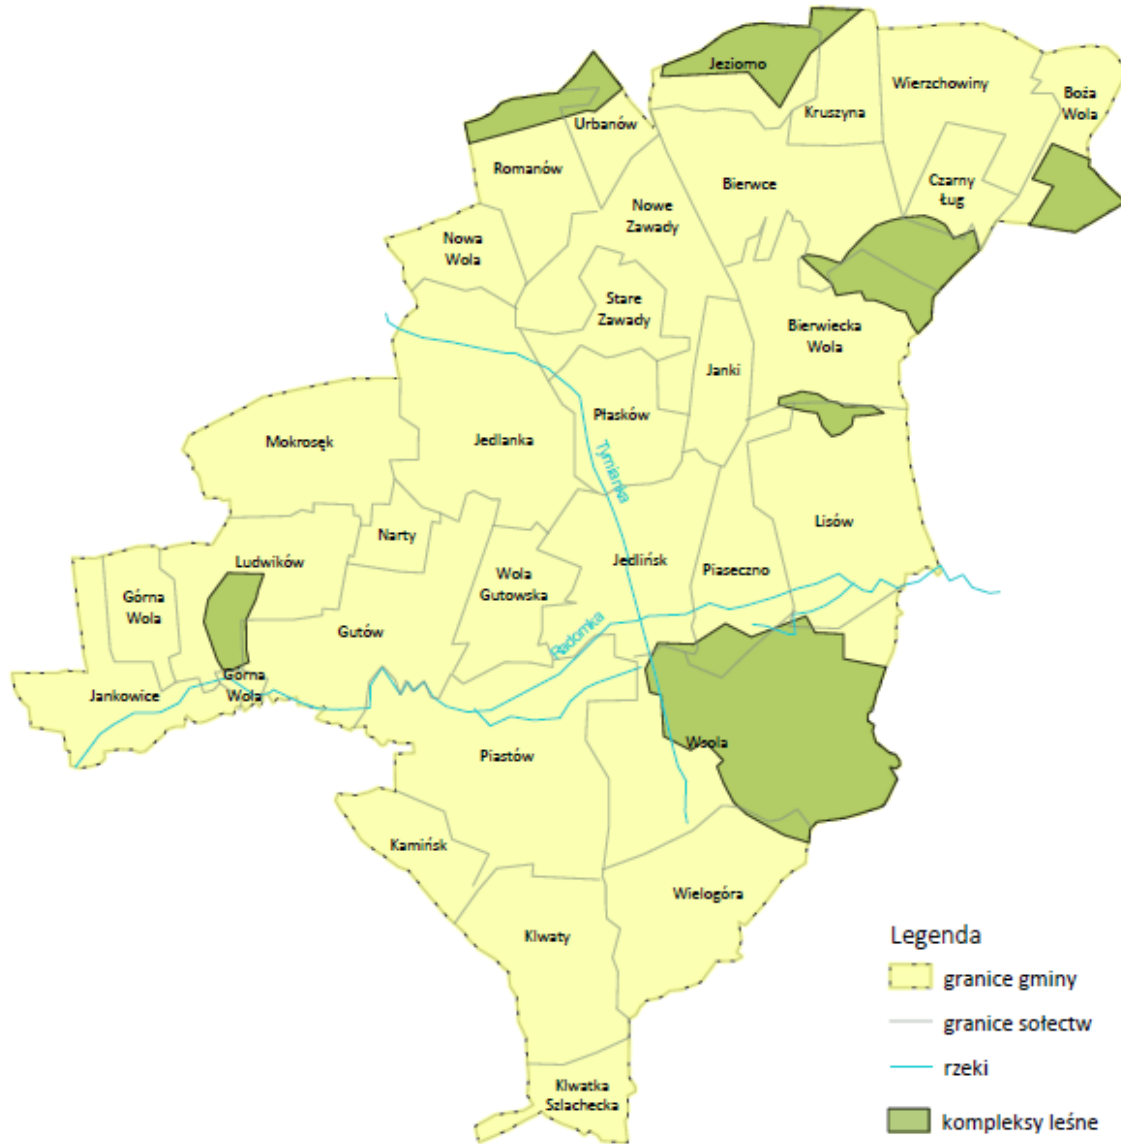 Jeziorno
Wierzchowiny
Boża
Wola
Kruszyna
Urbanów
Romanów
Bierwce
Czarny
Ług
Nowe
Zawady
Nowa
Wola
Stare
Zawady
Bierwiecka
Wola
Janki
Płasków
Mokrosęk
Jedlanka
Tymianka
Lisów
Narty
Ludwików
Wola
Gutowska
Jedlińsk
Piaseczno
Górna
Wola
Gutów
Radomka
Górna
Wola
Jankowice
Wsola
Piastów
Kamińsk
Wielogóra
Klwaty
Klwatka
Szlachecka
Legenda
granice gminy
granice sołectw
rzeki
kompleksy leśne